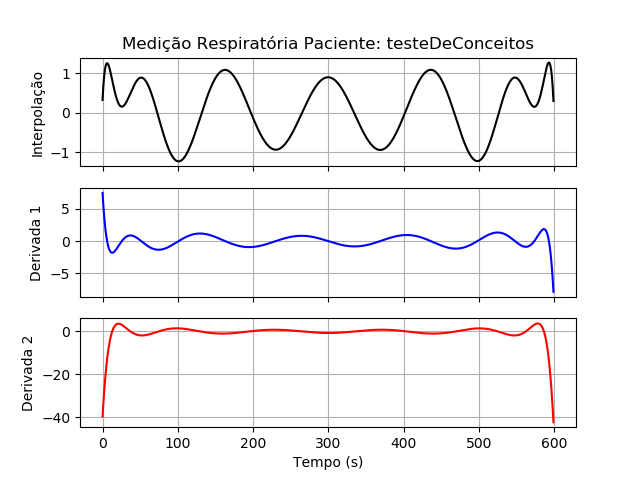 Medição Respiratória Paciente: testeDeConceitos
Interpolação
1
0
−1
Derivada 1
5
0
−5
Derivada 2
0
−20
−40
0 100 200 300 400 500 600
Tempo (s)